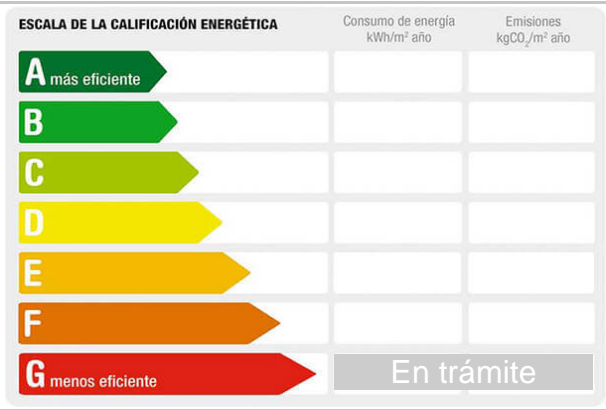 ESCALA DE LA CALIFICACIÓN ENERGÉTICA
Consumo de energía
kWh/m² año
Emisiones
kgCO₂/m² año
A más eficiente
B
C
D
E
F
G menos eficiente
En trámite